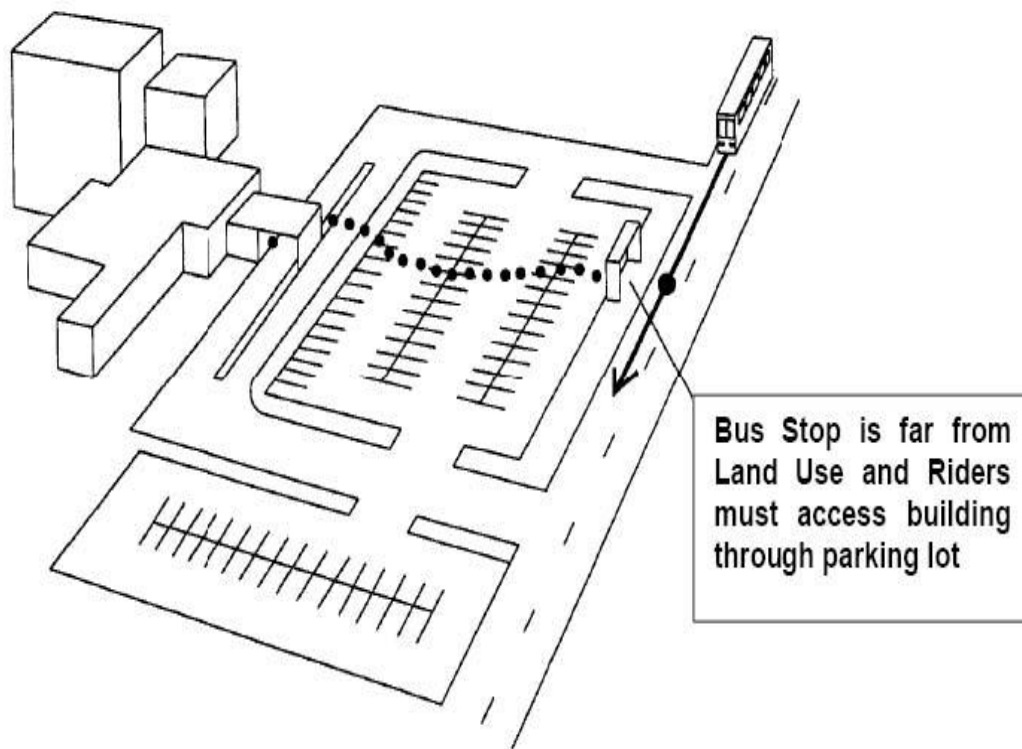 Bus Stop is far from
Land Use and Riders
must access building
through parking lot